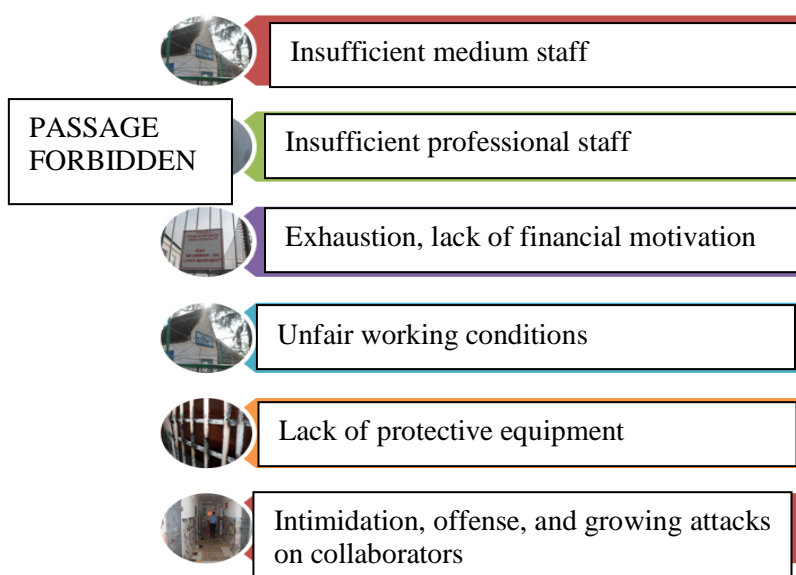 Insufficient medium staff
PASSAGE
FORBIDDEN
Insufficient professional staff
Exhaustion, lack of financial motivation
Unfair working conditions
Lack of protective equipment
Intimidation, offense, and growing attacks
on collaborators